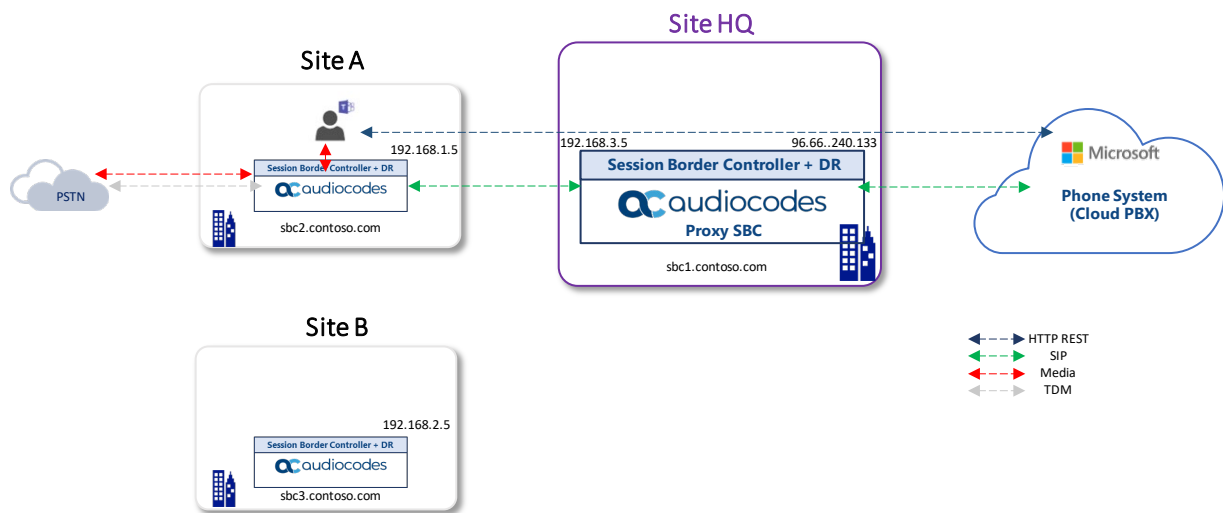 Site HQ
Site A
192.168.1.5
192.168.3.5
96.66..240.133
Session Border Controller + DR
audiocodes
sbc2.contoso.com
Session Border Controller + DR
audiocodes
Proxy SBC
sbc1.contoso.com
PSTN
Microsoft
Phone System
(Cloud PBX)
Site B
192.168.2.5
Session Border Controller + DR
audiocodes
sbc3.contoso.com
HTTP REST
SIP
Media
TDM